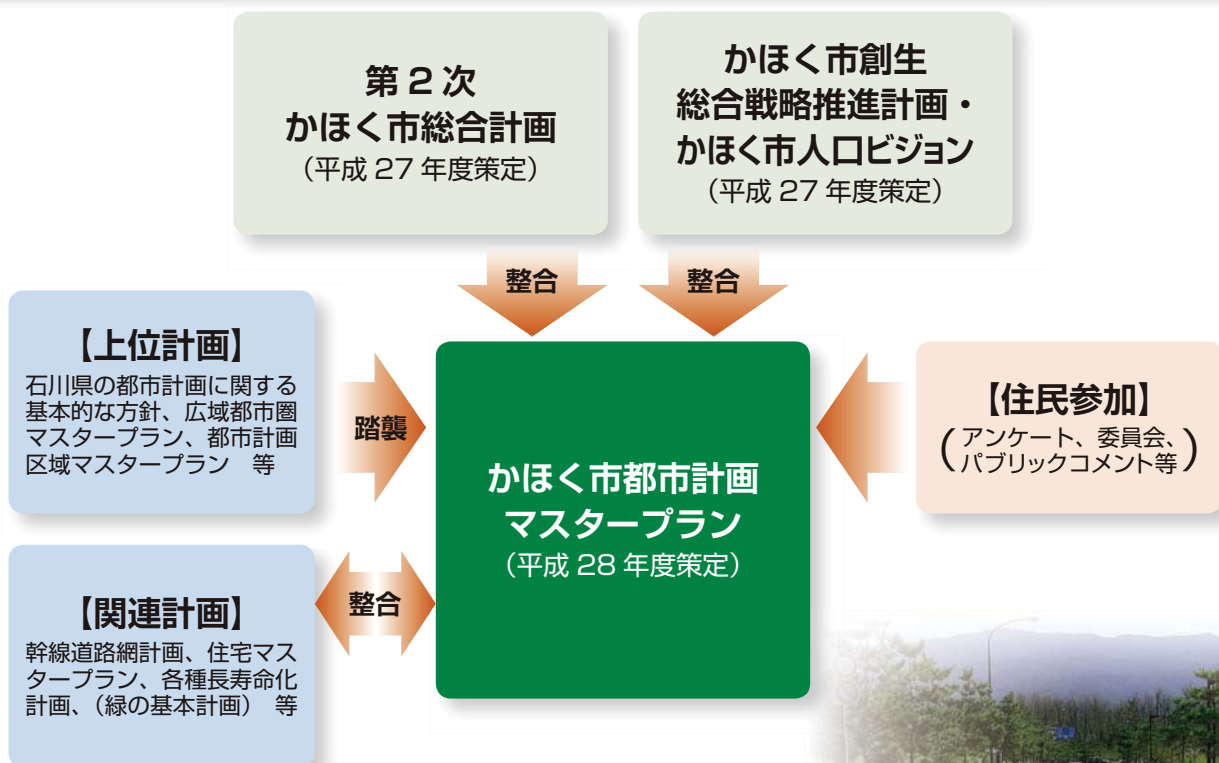 第 2 次
かほく市総合計画
（平成 27 年度策定）
かほく市創生
総合戦略推進計画・
かほく市人口ビジョン
（平成 27 年度策定）
整合
整合
【上位計画】
石川県の都市計画に関する
基本的な方針、広域都市圏
マスタープラン、都市計画
区域マスタープラン　等
踏襲
かほく市都市計画
マスタープラン
（平成 28 年度策定）
【住民参加】
（アンケート、委員会、
パブリックコメント等）
【関連計画】
幹線道路網計画、住宅マス
タープラン、各種長寿命化
計画、（緑の基本計画）　等
整合